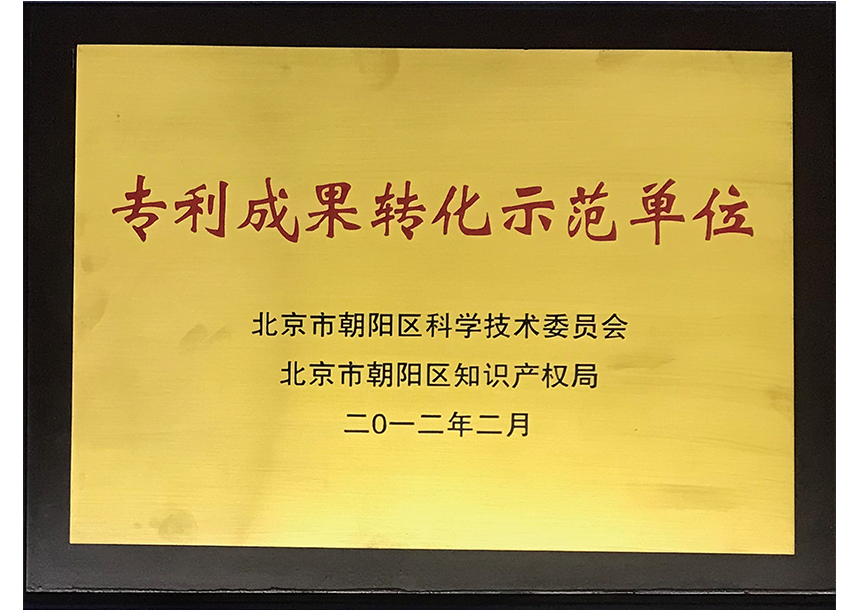 专利成果转化示范单位
北京市朝阳区科学技术委员会
北京市朝阳区知识产权局
二0一二年二月